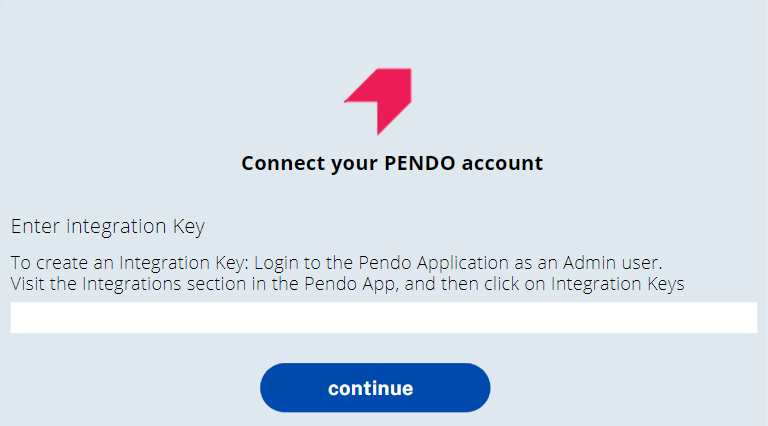 Connect your PENDO account
Enter integration Key
To create an Integration Key: Login to the Pendo Application as an Admin user.
Visit the Integrations section in the Pendo App, and then click on Integration Keys
continue